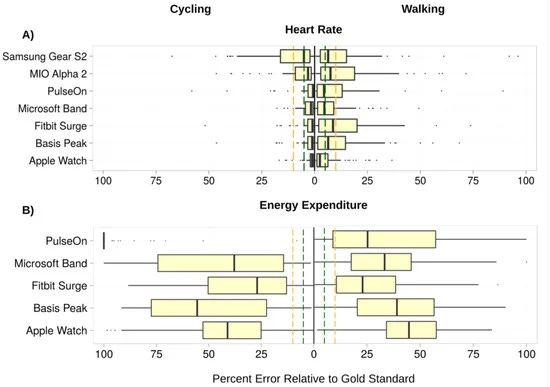 Cycling Walking
A) Heart Rate
Samsung Gear S2
MIO Alpha 2
PulseOn
Microsoft Band
Fitbit Surge
Basis Peak
Apple Watch
100 75 50 25 0 25 50 75 100
B) Energy Expenditure
PulseOn
Microsoft Band
Fitbit Surge
Basis Peak
Apple Watch
100 75 50 25 0 25 50 75 100
Percent Error Relative to Gold Standard